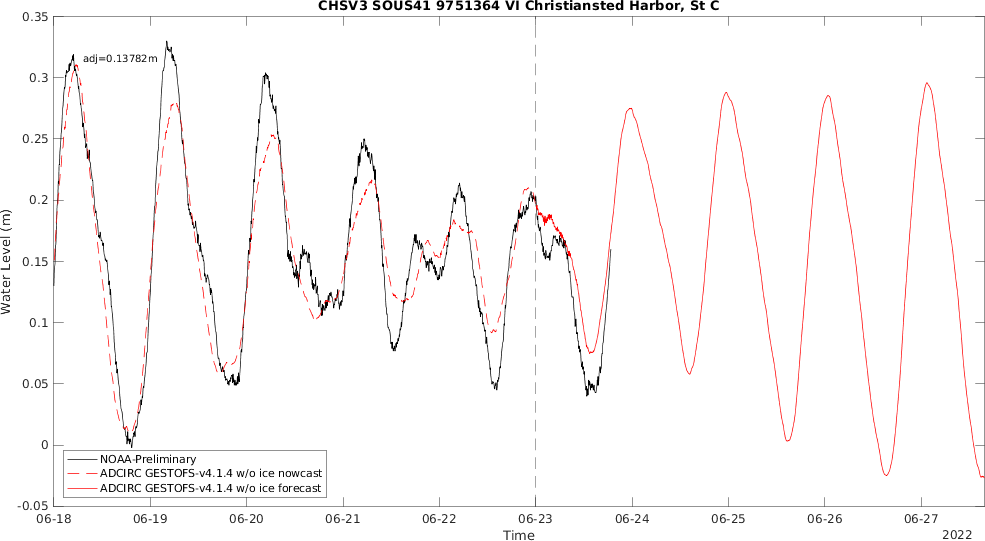 CHSV3 SOUS41 9751364 VI Christiansted Harbor, St C
adj=0.13782m
0.35
0.3
0.25
0.2
0.15
0.1
0.05
0
-0.05
Water Level (m)
NOAA-Preliminary
ADCIRC GESTOFS-v4.1.4 w/o ice nowcast
ADCIRC GESTOFS-v4.1.4 w/o ice forecast
06-18 06-19 06-20 06-21 06-22 06-23 06-24 06-25 06-26 06-27
Time
2022